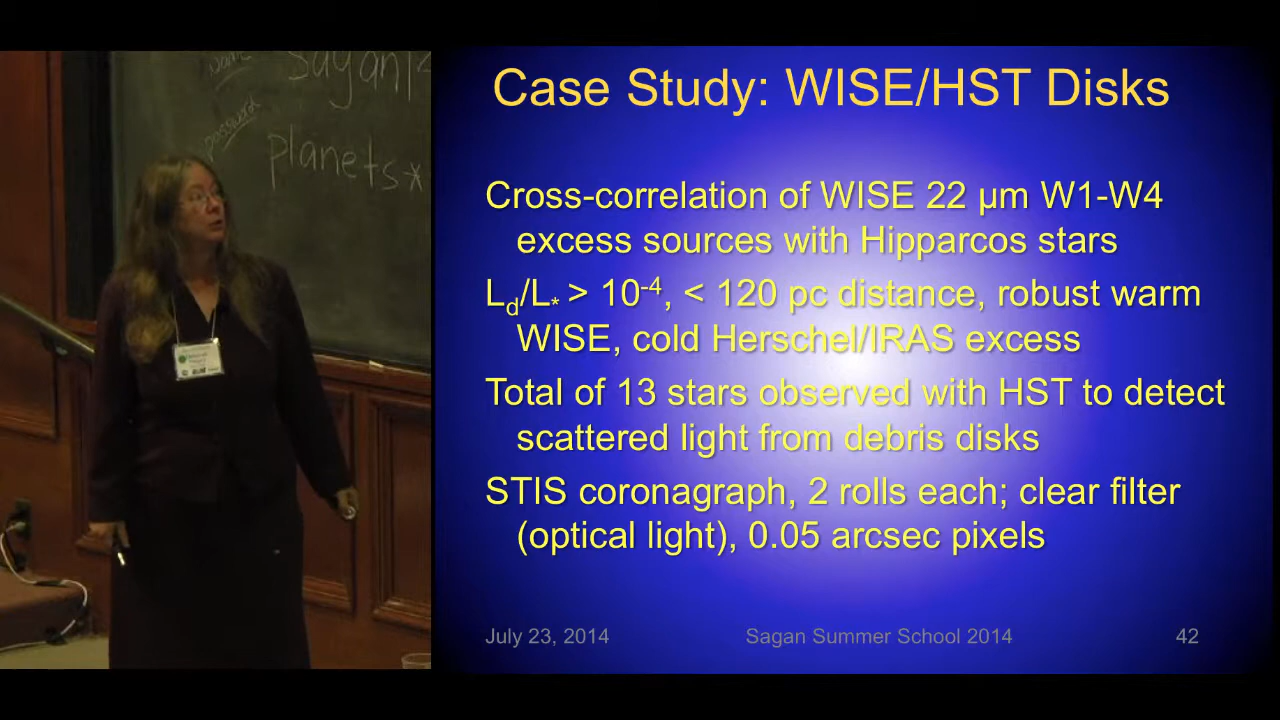 name
Sagan
password
planets*
Case Study: WISE/HST Disks
Cross-correlation of WISE 22 µm W1-W4
excess sources with Hipparcos stars
Ld/L* > 10-4, < 120 pc distance, robust warm
WISE, cold Herschel/IRAS excess
Total of 13 stars observed with HST to detect
scattered light from debris disks
STIS coronagraph, 2 rolls each; clear filter
(optical light), 0.05 arcsec pixels
July 23, 2014 Sagan Summer School 2014 42